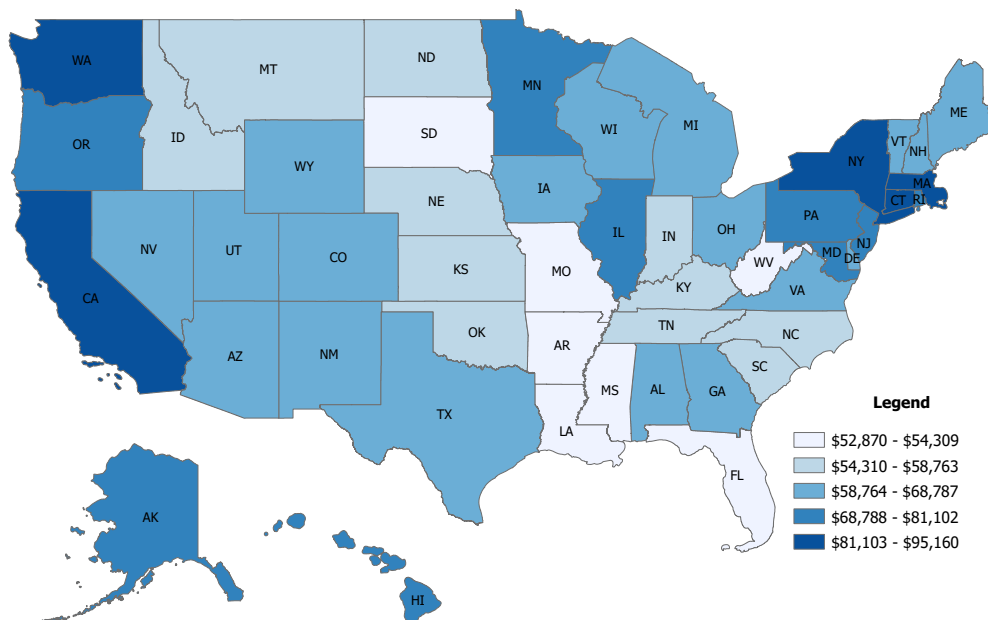 WA
MT
ND
MN
ME
OR
ID
SD
WI
MI
VT
NH
NY
MA
CT
RI
WY
IA
NE
PA
NJ
NV
UT
CO
IL
IN
OH
MD
DE
WV
VA
CA
KS
MO
KY
AZ
NM
OK
AR
TN
NC
SC
TX
LA
MS
AL
GA
FL
AK
HI
Legend
$52,870 - $54,309
$54,310 - $58,763
$58,764 - $68,787
$68,788 - $81,102
$81,103 - $95,160